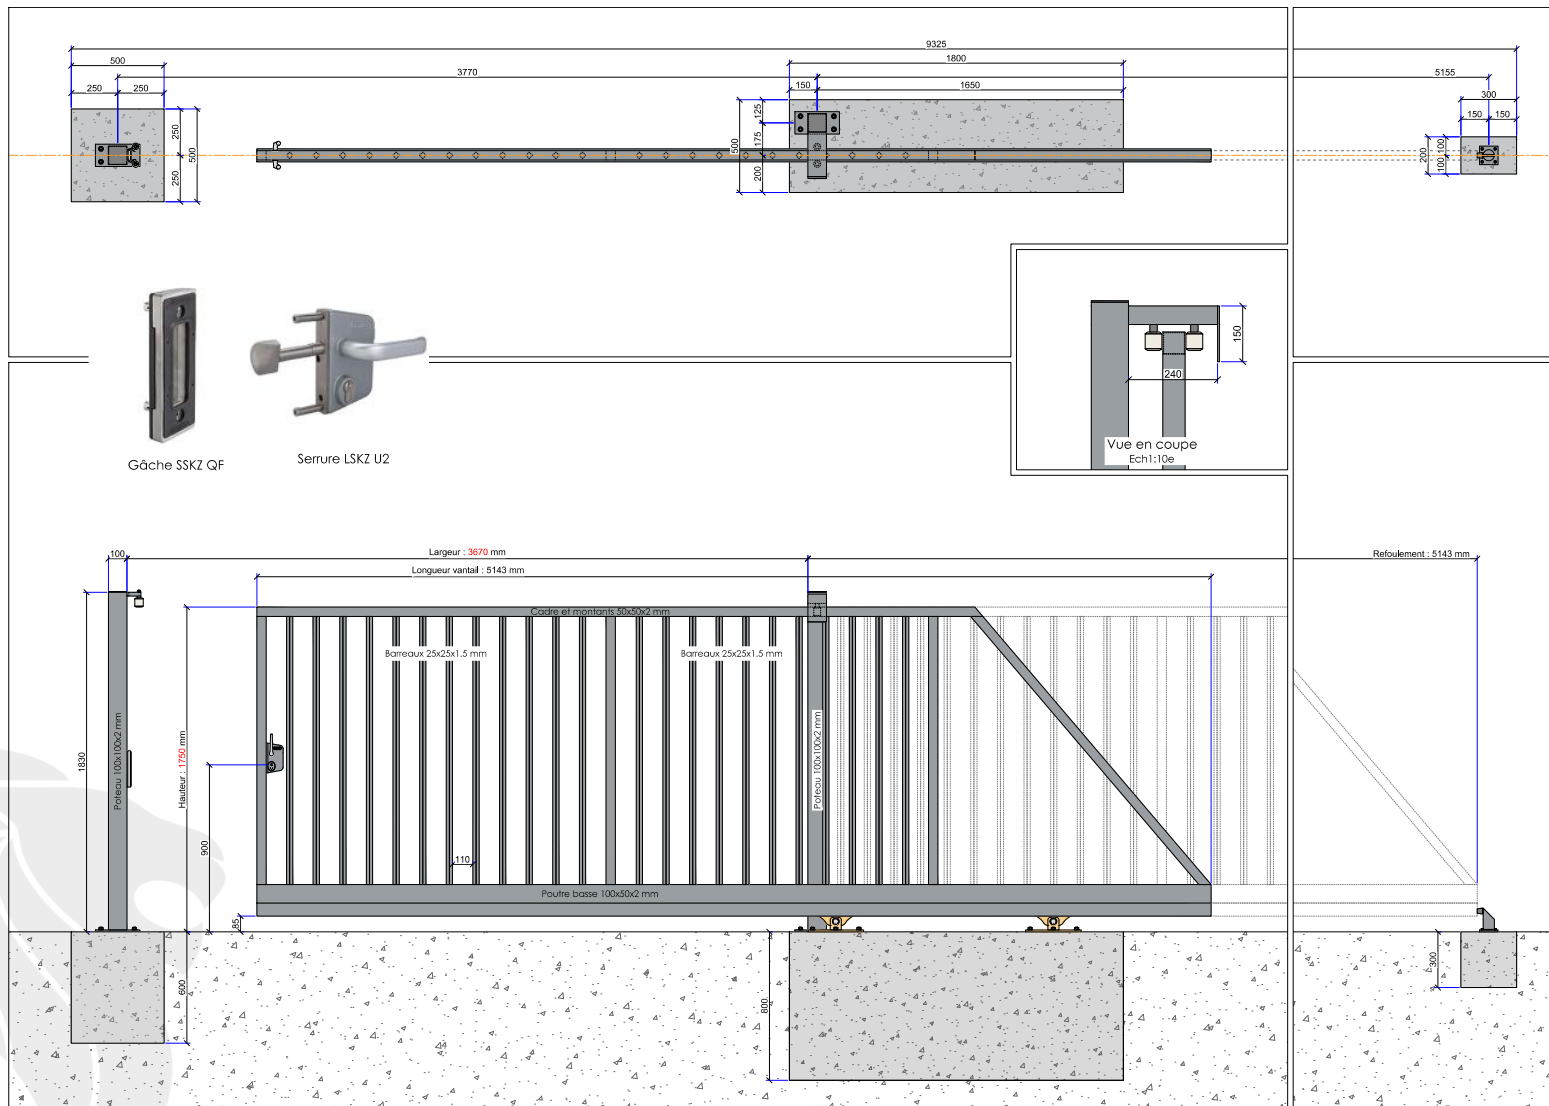 9325
500
1800
3770
5155
250
250
150
1650
300
150
150
125
175
200
500
250
250
500
200
100
100
150
240
Vue en coupe
Ech1:10e
Gâche SSKZ QF
Serrure LSKZ U2
100
Largeur : 3670 mm
Refoulement : 5143 mm
Longueur vantail : 5143 mm
Cadre et montants 50x50x2 mm
Barreaux 25x25x1.5 mm
Barreaux 25x25x1.5 mm
1830
Poteau 100x100x2 mm
Hauteur : 1750 mm
900
110
Poteau 100x100x2 mm
Poutre basse 100x50x2 mm
85
600
800
300